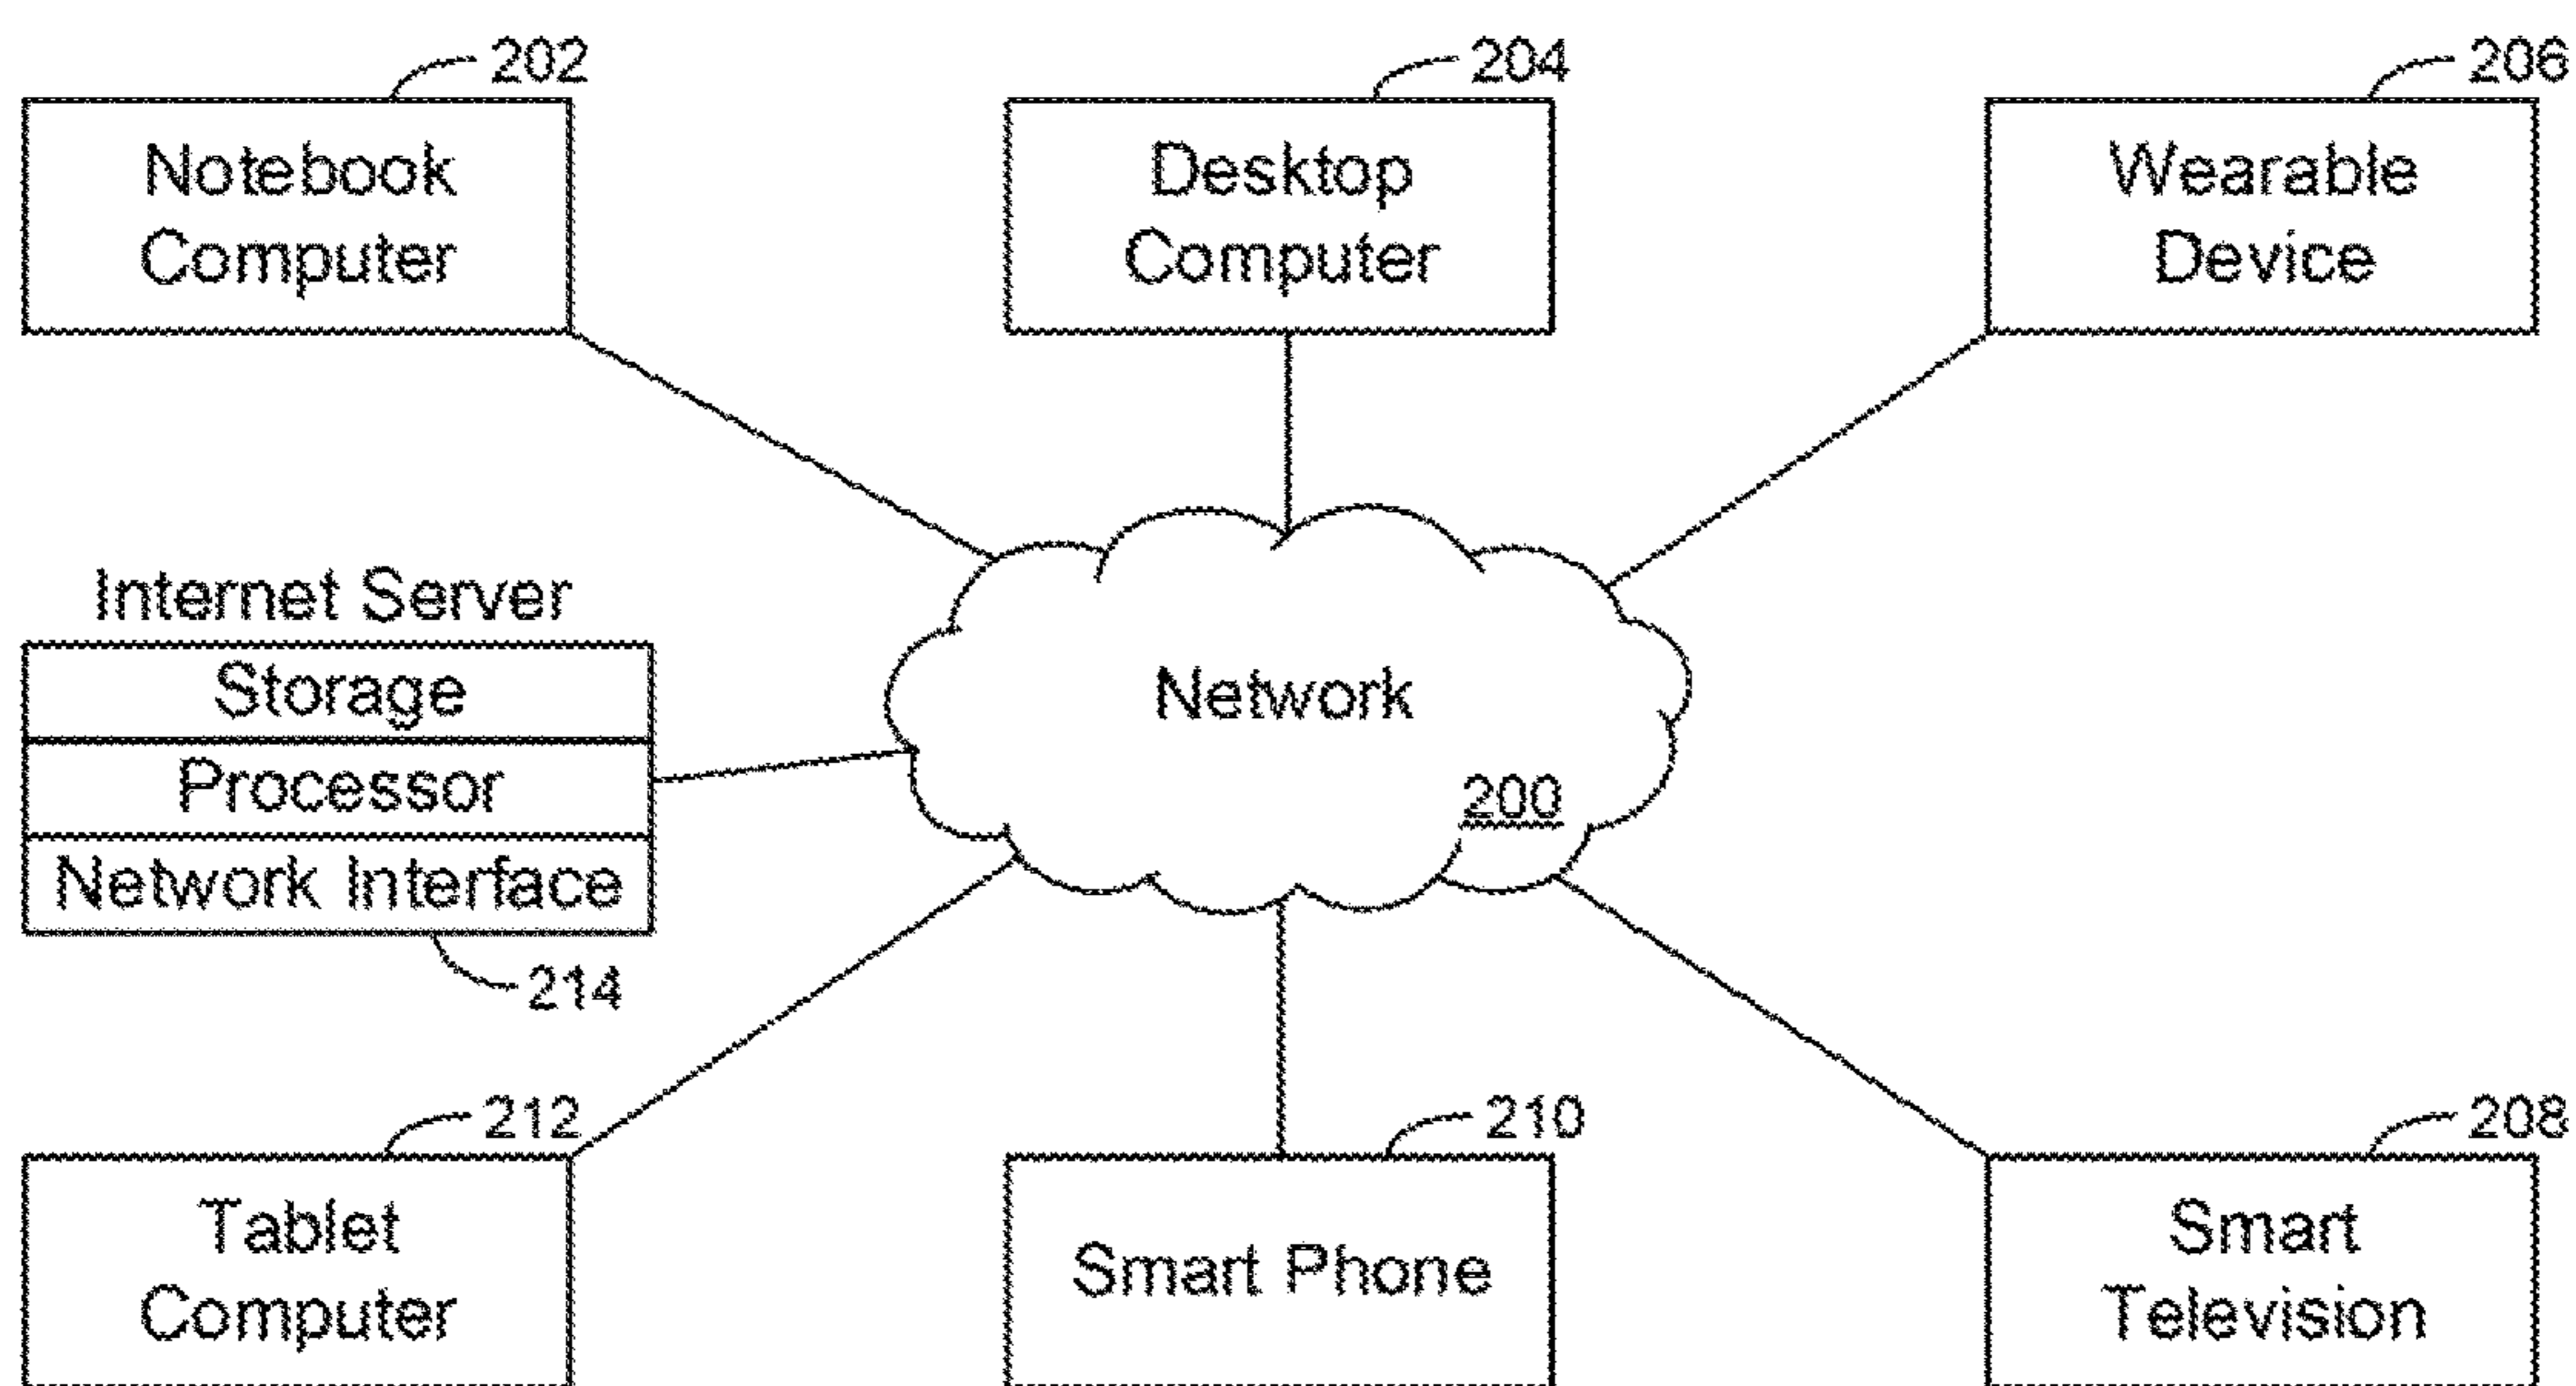 202
204
206
Notebook
Computer
Desktop
Computer
Wearable
Device
Internet Server
Storage
Processor
Network Interface
214
Network
200
212
210
208
Tablet
Computer
Smart Phone
Smart
Television